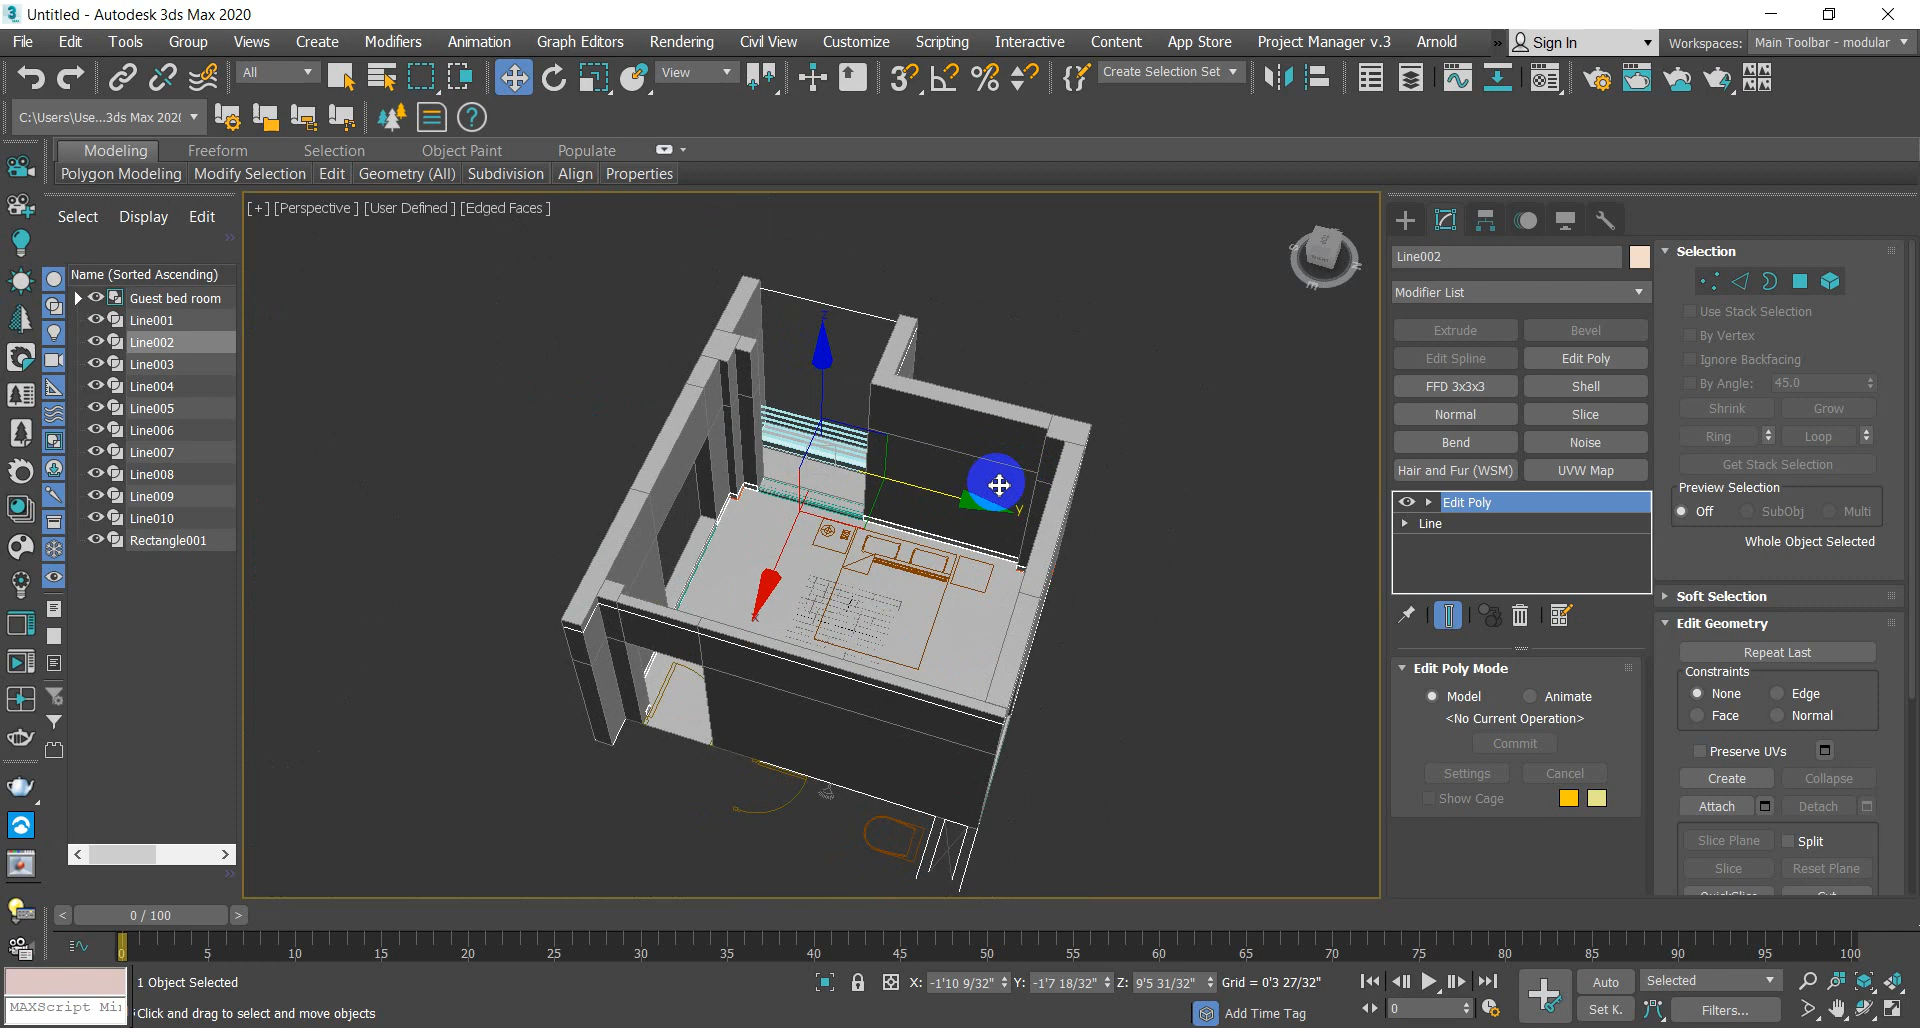 Untitled - Autodesk 3ds Max 2020
File Edit Tools Group Views Create Modifiers Animation Graph Editors Rendering Civil View Customize Scripting Interactive Content App Store Project Manager v.3 Arnold » Sign In Workspaces: Main Toolbar - modular
All View Create Selection Set
C:\Users\Use...3ds Max 202(
Modeling Freeform Selection Object Paint Populate
Polygon Modeling Modify Selection Edit Geometry (All) Subdivision Align Properties
Select Display Edit
[+] [Perspective] [User Defined] [Edged Faces]
Name (Sorted Ascending)
Guest bed room
Line001
Line002
Line003
Line004
Line005
Line006
Line007
Line008
Line009
Line010
Rectangle001
z
y
x
Line002
Modifier List
Extrude Bevel
Edit Spline Edit Poly
FFD 3x3x3 Shell
Normal Slice
Bend Noise
Hair and Fur (WSM) UVW Map
Edit Poly
Line
Edit Poly Mode
Model Animate
<No Current Operation>
Commit
Settings Cancel
Show Cage
Selection
Use Stack Selection
By Vertex
Ignore Backfacing
By Angle: 45.0
Shrink Grow
Ring Loop
Get Stack Selection
Preview Selection
Off SubObj Multi
Whole Object Selected
Soft Selection
Edit Geometry
Repeat Last
Constraints
None Edge
Face Normal
Preserve UVs
Create Collapse
Attach Detach
Slice Plane Split
Slice Reset Plane
QuickSlice Cut
< 0 / 100 >
0 5 10 15 20 25 30 35 40 45 50 55 60 65 70 75 80 85 90 95 100
1 Object Selected X: -1'10 9/32" Y: -1'7 18/32" Z: 9'5 31/32" Grid = 0'3 27/32" Auto Selected
MAXScript Mi Click and drag to select and move objects Add Time Tag 0 Set K. Filters...